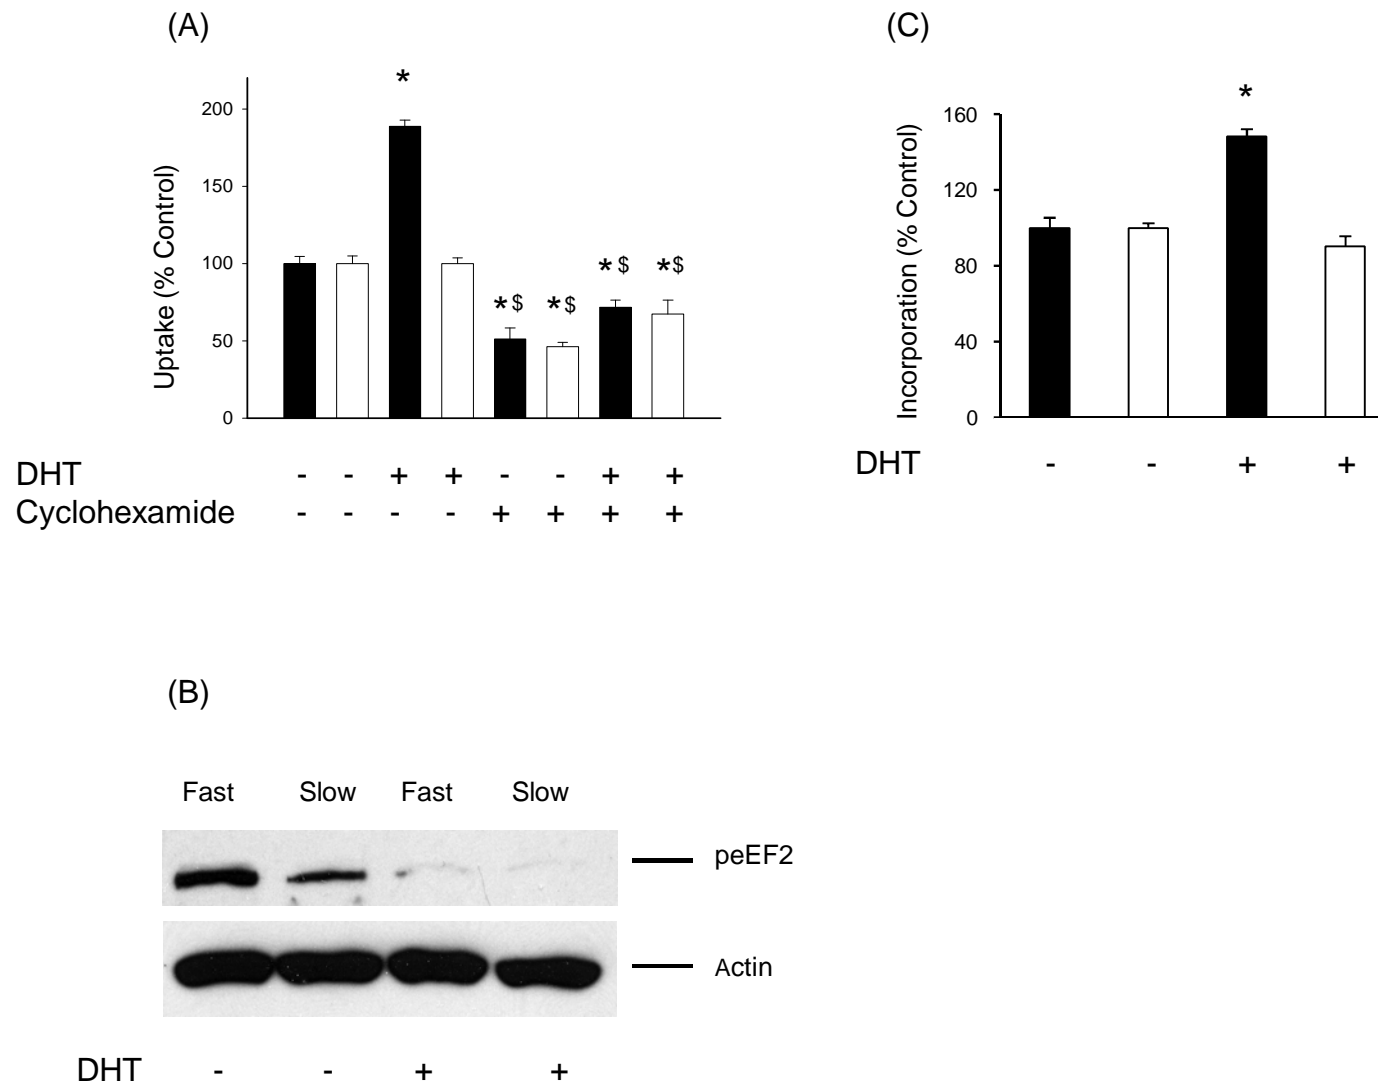 (A)
Uptake (% Control)
200
150
100
50
0
*
*$
*$
*$
*$
DHT - - + + - - + +
Cyclohexamide - - - - + + + +
(C)
Incorporation (% Control)
160
120
80
40
0
*
DHT - - + +
(B)
Fast Slow Fast Slow
peEF2
Actin
DHT - - + +